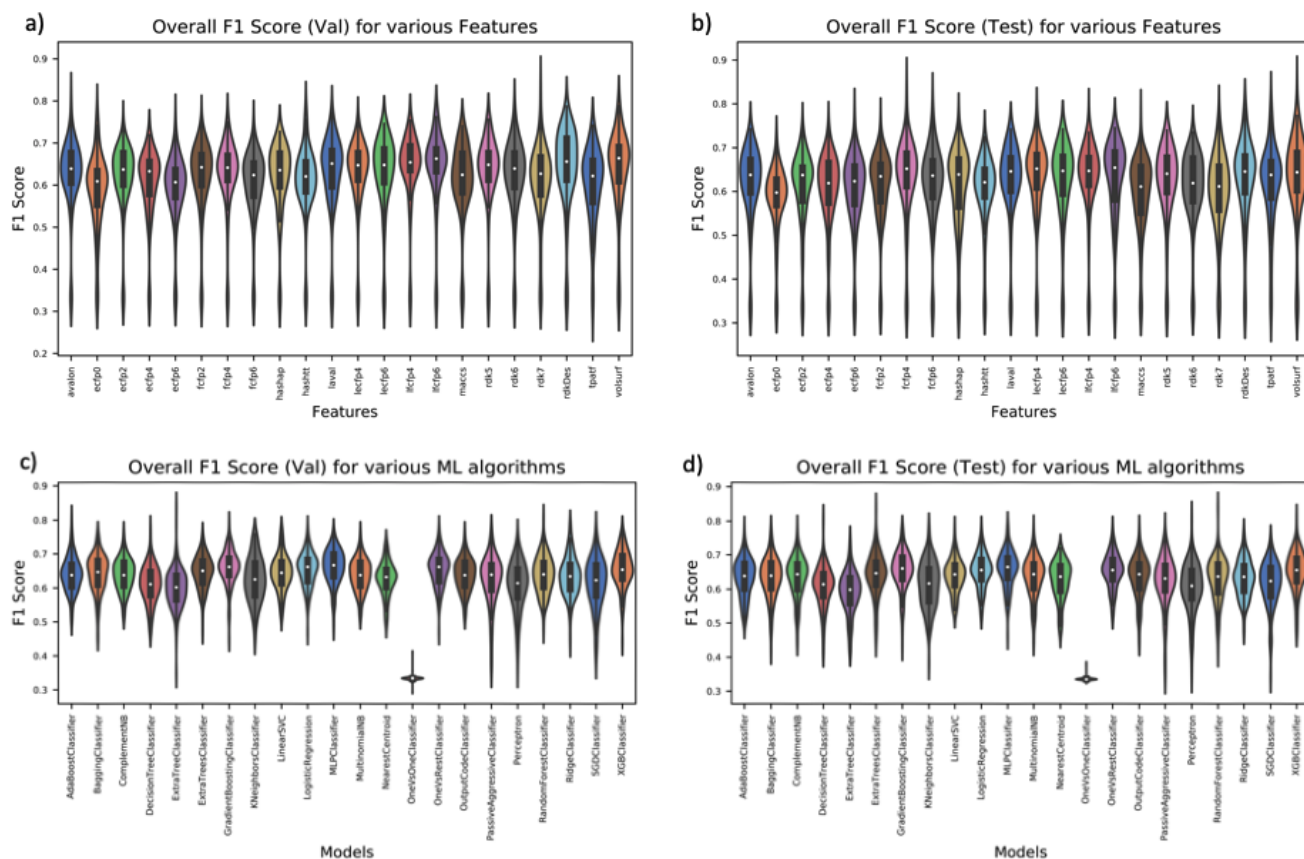 a)
Overall F1 Score (Val) for various Features
0.9
0.8
0.7
0.6
0.5
0.4
0.3
0.2
F1 Score
avalon
ecfp0
ecfp2
ecfp4
ecfp6
fcfp2
fcfp4
fcfp6
hashap
hashtt
laval
lecfp4
lecfp6
lfcfp4
lfcfp6
maccs
rdk5
rdk6
rdk7
rdkDes
tpatf
volsurf
Features
b)
Overall F1 Score (Test) for various Features
0.9
0.8
0.7
0.6
0.5
0.4
0.3
F1 Score
avalon
ecfp0
ecfp2
ecfp4
ecfp6
fcfp2
fcfp4
fcfp6
hashap
hashtt
laval
lecfp4
lecfp6
lfcfp4
lfcfp6
maccs
rdk5
rdk6
rdk7
rdkDes
tpatf
volsurf
Features
c)
Overall F1 Score (Val) for various ML algorithms
0.9
0.8
0.7
0.6
0.5
0.4
0.3
F1 Score
AdaBoostClassifier
BaggingClassifier
ComplementNB
DecisionTreeClassifier
ExtraTreeClassifier
ExtraTreesClassifier
GradientBoostingClassifier
KNeighborsClassifier
LinearSVC
LogisticRegression
MLPClassifier
MultinomialNB
NearestCentroid
OneVsOneClassifier
OneVsRestClassifier
OutputCodeClassifier
PassiveAggressiveClassifier
Perceptron
RandomForestClassifier
RidgeClassifier
SGDClassifier
XGBClassifier
Models
d)
Overall F1 Score (Test) for various ML algorithms
0.9
0.8
0.7
0.6
0.5
0.4
0.3
F1 Score
AdaBoostClassifier
BaggingClassifier
ComplementNB
DecisionTreeClassifier
ExtraTreeClassifier
ExtraTreesClassifier
GradientBoostingClassifier
KNeighborsClassifier
LinearSVC
LogisticRegression
MLPClassifier
MultinomialNB
NearestCentroid
OneVsOneClassifier
OneVsRestClassifier
OutputCodeClassifier
PassiveAggressiveClassifier
Perceptron
RandomForestClassifier
RidgeClassifier
SGDClassifier
XGBClassifier
Models